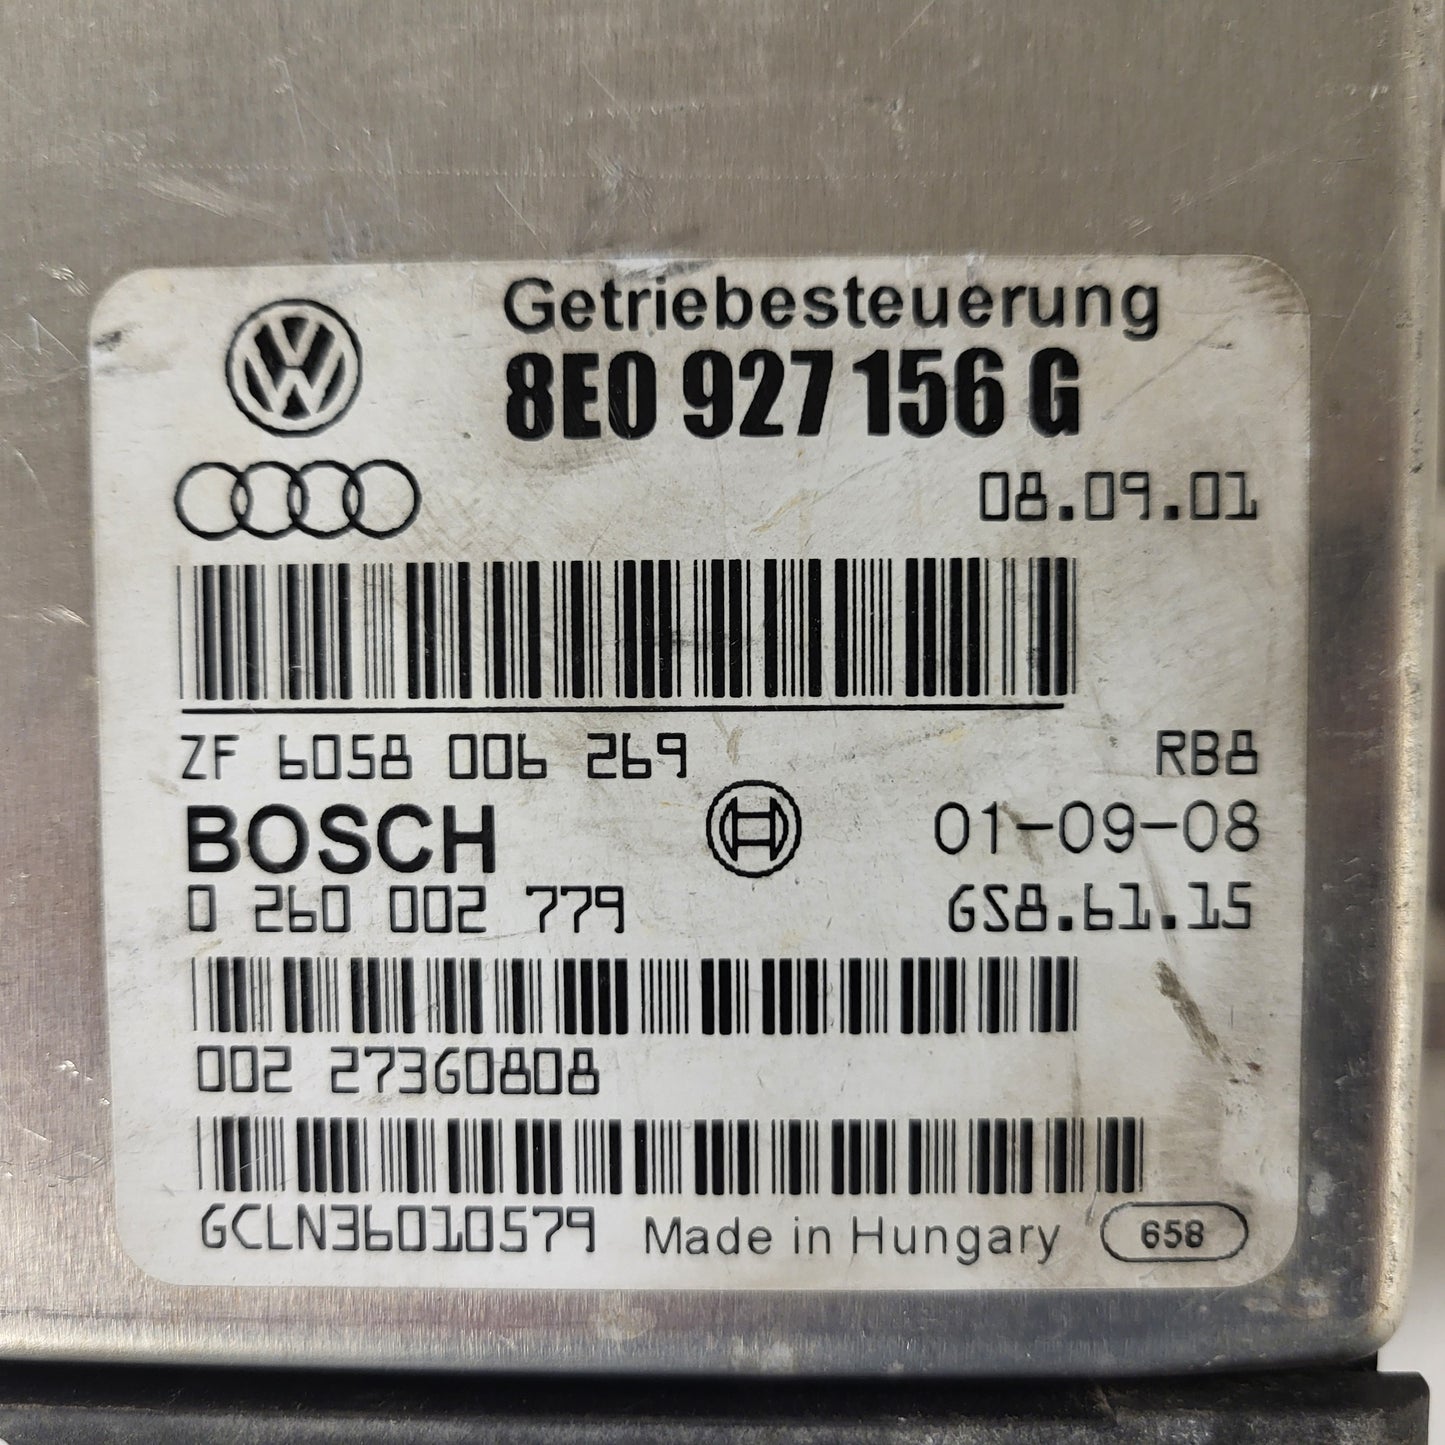 Getriebesteuerung
8E0 927 156 G
08.09.01
ZF 6058 006 269 RB8
BOSCH 01-09-08
0 260 002 779 GS8.61.15
002 27360808
GCLN36010579 Made in Hungary 658